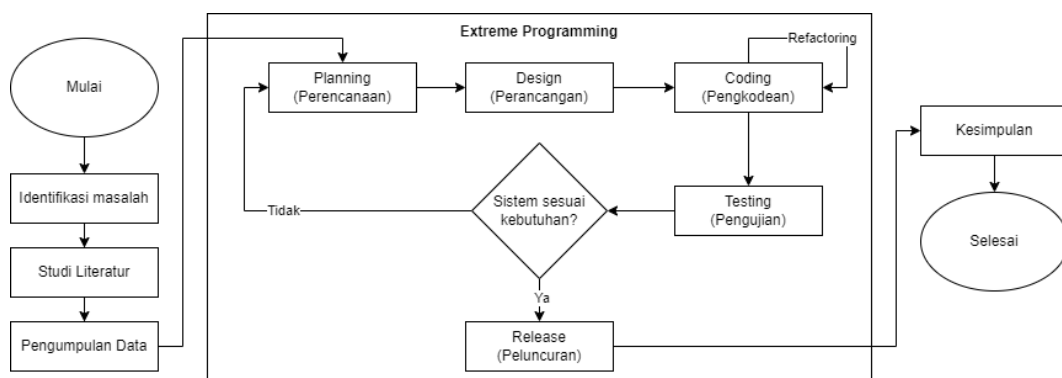 Mulai
Identifikasi masalah
Studi Literatur
Pengumpulan Data
Extreme Programming
Planning
(Perencanaan)
Design
(Perancangan)
Coding
(Pengkodean)
Refactoring
Testing
(Pengujian)
Sistem sesuai
kebutuhan?
Tidak
Ya
Release
(Peluncuran)
Kesimpulan
Selesai